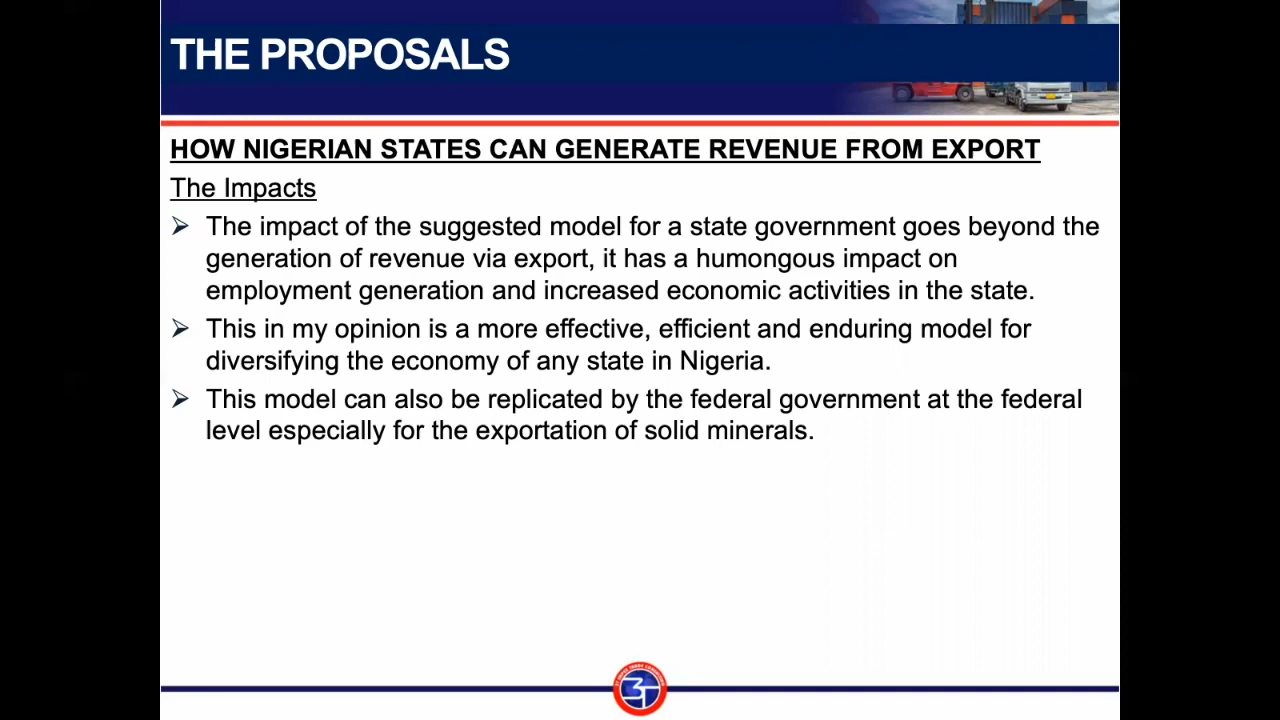 THE PROPOSALS
HOW NIGERIAN STATES CAN GENERATE REVENUE FROM EXPORT
The Impacts
➢ The impact of the suggested model for a state government goes beyond the
generation of revenue via export, it has a humongous impact on
employment generation and increased economic activities in the state.
➢ This in my opinion is a more effective, efficient and enduring model for
diversifying the economy of any state in Nigeria.
➢ This model can also be replicated by the federal government at the federal
level especially for the exportation of solid minerals.
3T